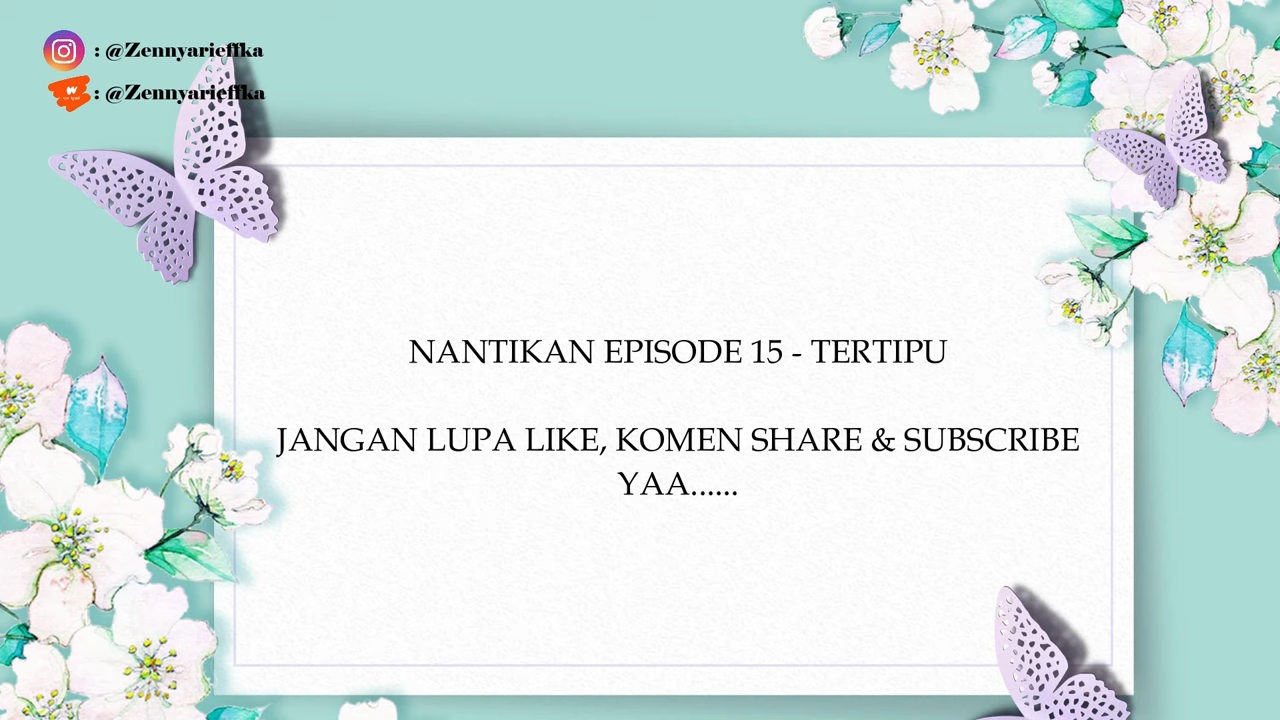 : @Zennyarieffka
: @Zennyarieffka
NANTIKAN EPISODE 15 - TERTIPU
JANGAN LUPA LIKE, KOMEN SHARE & SUBSCRIBE
YAA......